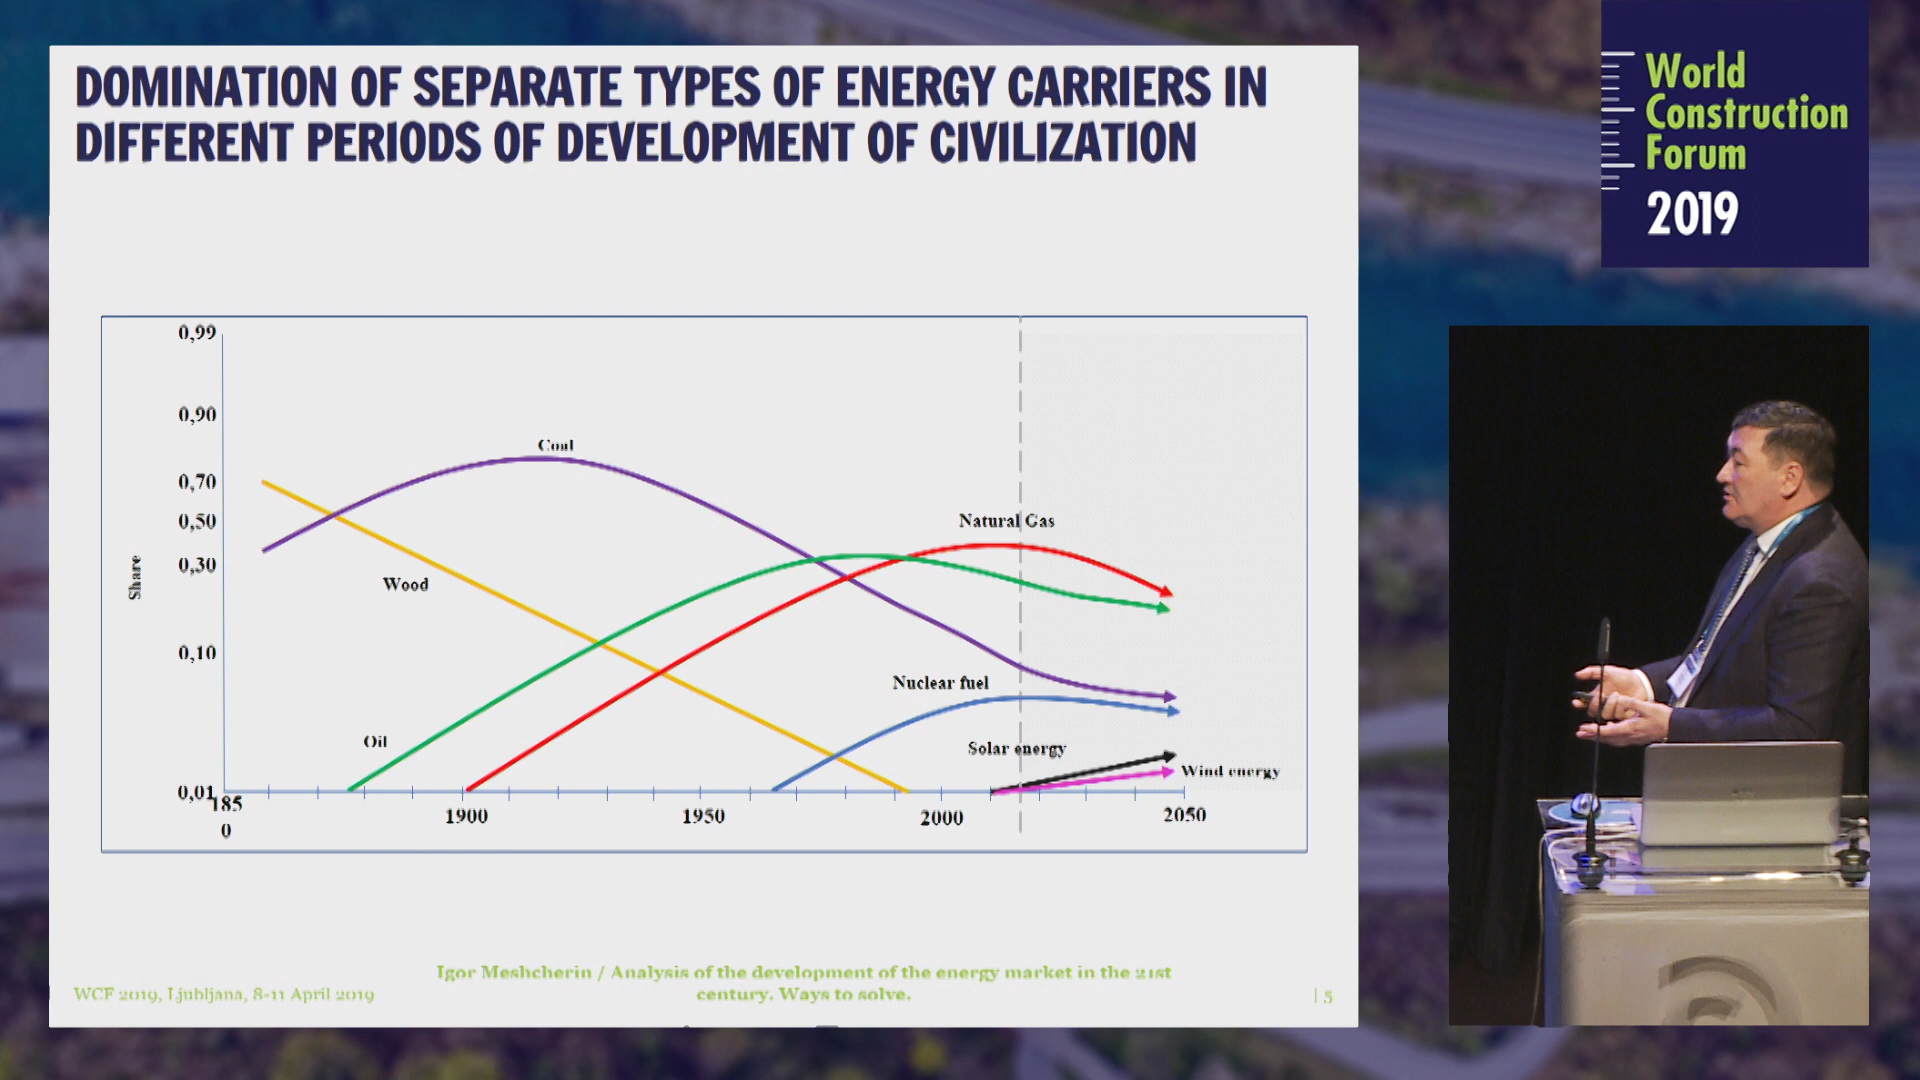 DOMINATION OF SEPARATE TYPES OF ENERGY CARRIERS IN
DIFFERENT PERIODS OF DEVELOPMENT OF CIVILIZATION
World
Construction
Forum
2019
0,99
0,90
0,70
0,50
0,30
0,10
0,01
Share
Coal
Natural Gas
Wood
Nuclear fuel
Oil
Solar energy
Wind energy
185
0
1900
1950
2000
2050
Igor Meshcherin / Analysis of the development of the energy market in the 21st
century. Ways to solve.
WCF 2019, Ljubljana, 8-11 April 2019
| 5